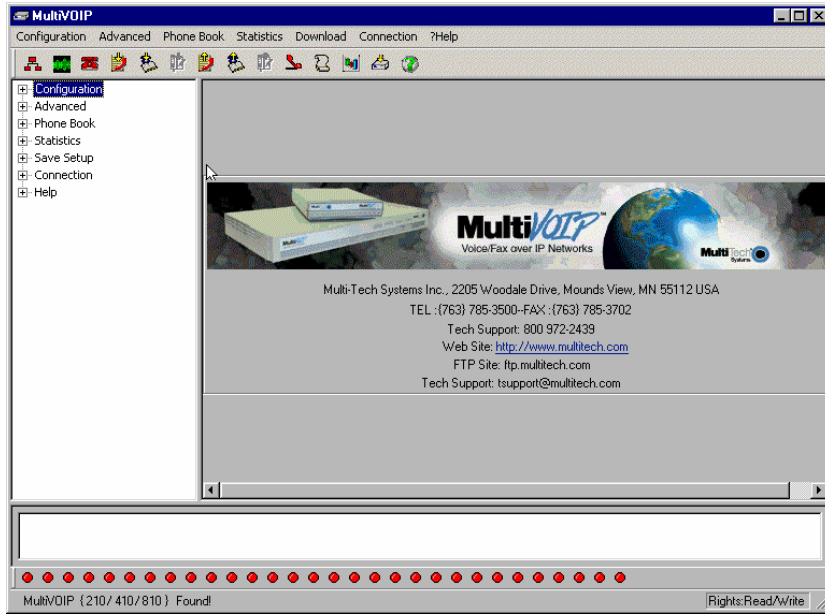 MultiVOIP
Configuration Advanced Phone Book Statistics Download Connection ?Help
Configuration
Advanced
Phone Book
Statistics
Save Setup
Connection
Help
MultiVOIP™
Voice/Fax over IP Networks
MultiTech
Systems
Multi-Tech Systems Inc., 2205 Woodale Drive, Mounds View, MN 55112 USA
TEL :{763} 785-3500--FAX :{763} 785-3702
Tech Support: 800 972-2439
Web Site: http://www.multitech.com
FTP Site: ftp.multitech.com
Tech Support: tsupport@multitech.com
MultiVOIP {210/ 410/ 810 } Found!
Rights:Read/Write